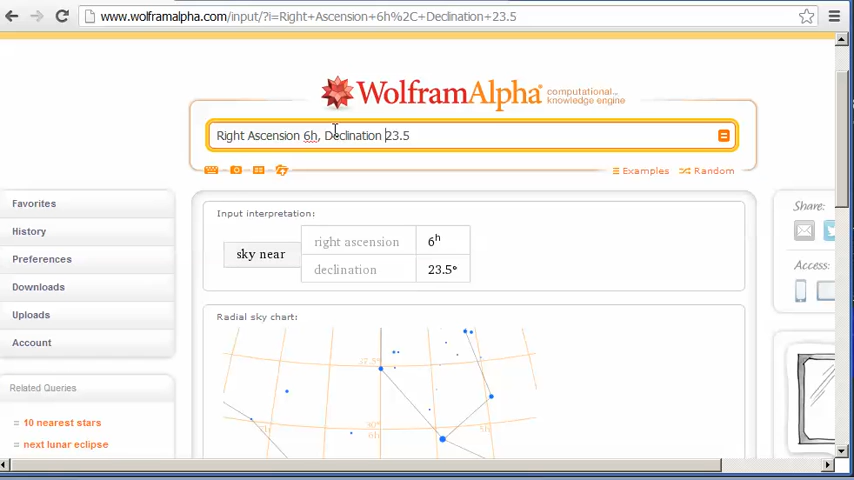 www.wolframalpha.com/input/?i=Right+Ascension+6h%2C+Declination+23.5
WolframAlpha computational knowledge engine
Right Ascension 6h, Declination 23.5
Examples Random
Favorites
History
Preferences
Downloads
Uploads
Account
Related Queries
10 nearest stars
next lunar eclipse
Input interpretation:
sky near
right ascension 6h
declination 23.5°
Radial sky chart:
Share:
Access: